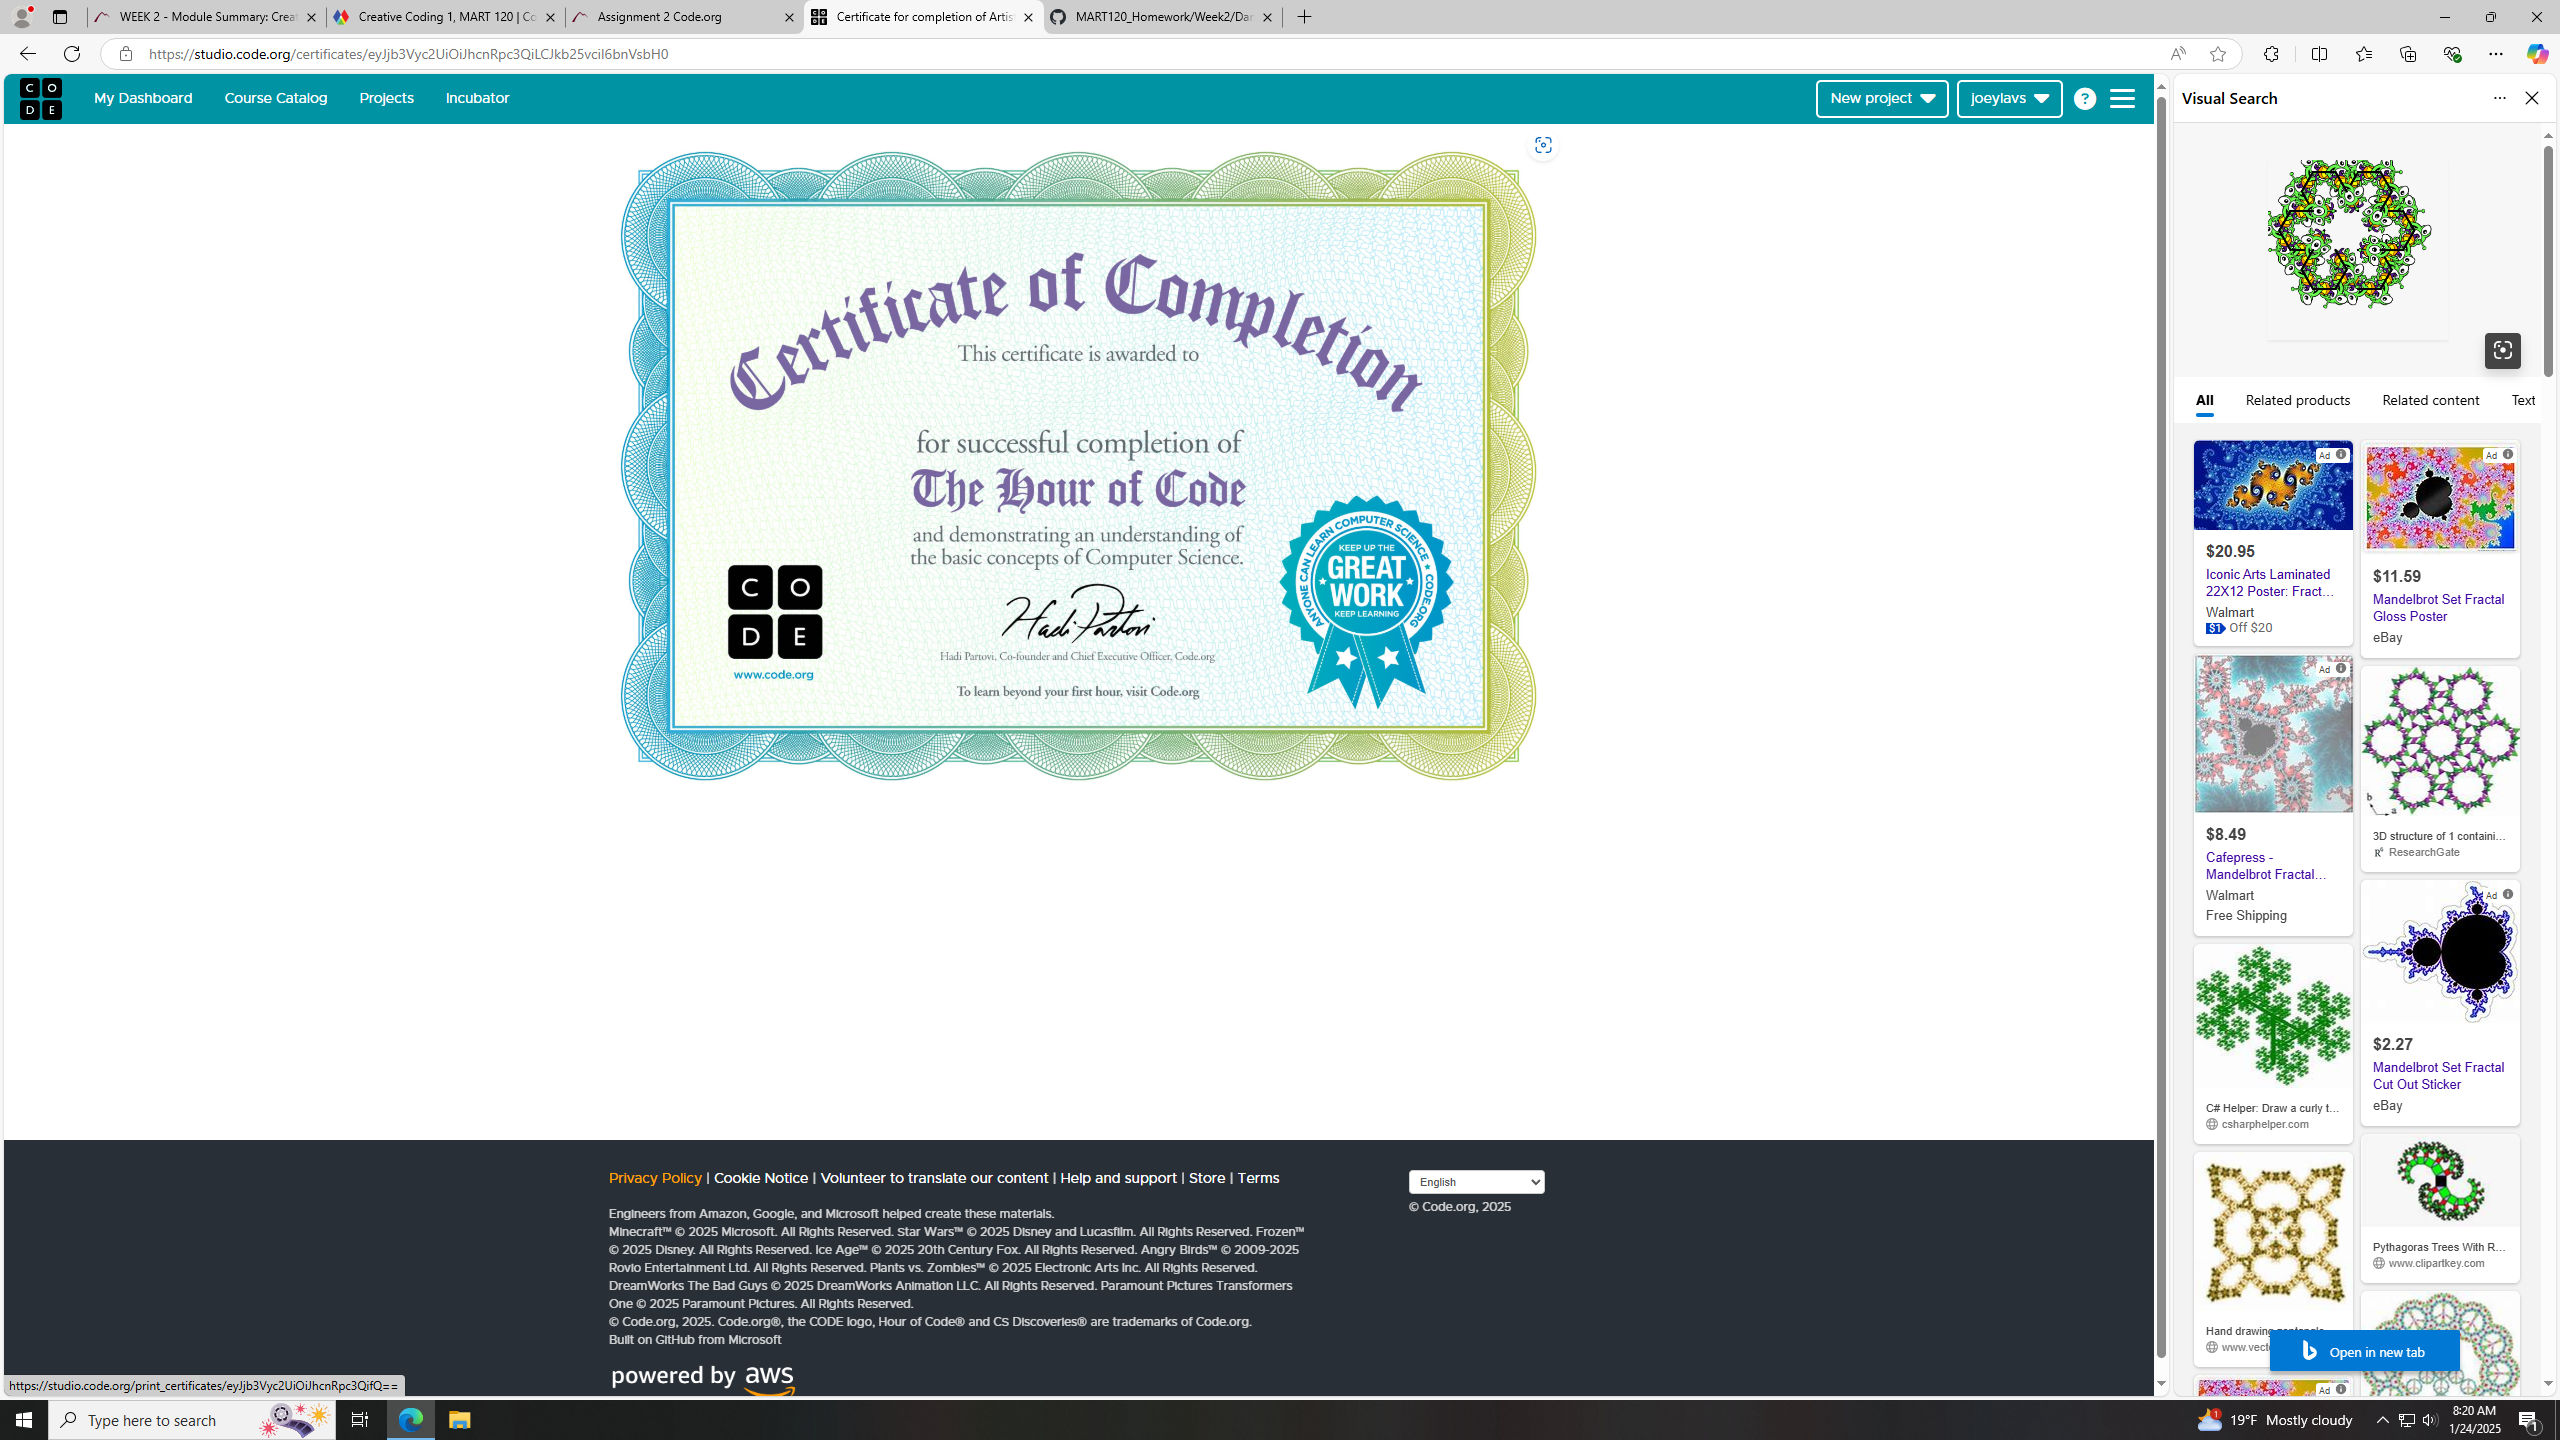 WEEK 2 - Module Summary: Creat
Creative Coding 1, MART 120 | Co
Assignment 2 Code.org
Certificate for completion of Artis
MART120_Homework/Week2/Dar
https://studio.code.org/certificates/eyJjb3Vyc2UiOiJhcnRpc3QiLCJkb25vciI6bnVsbH0
CODE
My Dashboard
Course Catalog
Projects
Incubator
New project
joeylavs
?
Certificate of Completion
This certificate is awarded to
for successful completion of
The Hour of Code
and demonstrating an understanding of
the basic concepts of Computer Science.
Hadi Partovi
Hadi Partovi, Co-founder and Chief Executive Officer, Code.org
To learn beyond your first hour, visit Code.org
CODE
www.code.org
ANYONE CAN LEARN COMPUTER SCIENCE
CODE.ORG
KEEP UP THE
GREAT
WORK
KEEP LEARNING
Privacy Policy | Cookie Notice | Volunteer to translate our content | Help and support | Store | Terms
English
© Code.org, 2025
Engineers from Amazon, Google, and Microsoft helped create these materials.
Minecraft™ © 2025 Microsoft. All Rights Reserved. Star Wars™ © 2025 Disney and Lucasfilm. All Rights Reserved. Frozen™
© 2025 Disney. All Rights Reserved. Ice Age™ © 2025 20th Century Fox. All Rights Reserved. Angry Birds™ © 2009-2025
Rovio Entertainment Ltd. All Rights Reserved. Plants vs. Zombies™ © 2025 Electronic Arts Inc. All Rights Reserved.
DreamWorks The Bad Guys © 2025 DreamWorks Animation LLC. All Rights Reserved. Paramount Pictures Transformers
One © 2025 Paramount Pictures. All Rights Reserved.
© Code.org, 2025. Code.org®, the CODE logo, Hour of Code® and CS Discoveries® are trademarks of Code.org.
Built on GitHub from Microsoft
powered by aws
https://studio.code.org/print_certificates/eyJjb3Vyc2UiOiJhcnRpc3QifQ==
Visual Search
All
Related products
Related content
Text
Ad
$20.95
Iconic Arts Laminated
22X12 Poster: Fract...
Walmart
$1 Off $20
Ad
$11.59
Mandelbrot Set Fractal
Gloss Poster
eBay
Ad
$8.49
Cafepress -
Mandelbrot Fractal...
Walmart
Free Shipping
b
a
3D structure of 1 containi...
ResearchGate
Ad
$2.27
Mandelbrot Set Fractal
Cut Out Sticker
eBay
C# Helper: Draw a curly t...
csharphelper.com
Pythagoras Trees With R...
www.clipartkey.com
Hand drawing
www.vect
Ad
Open in new tab
Type here to search
1
19°F Mostly cloudy
8:20 AM
1/24/2025
1